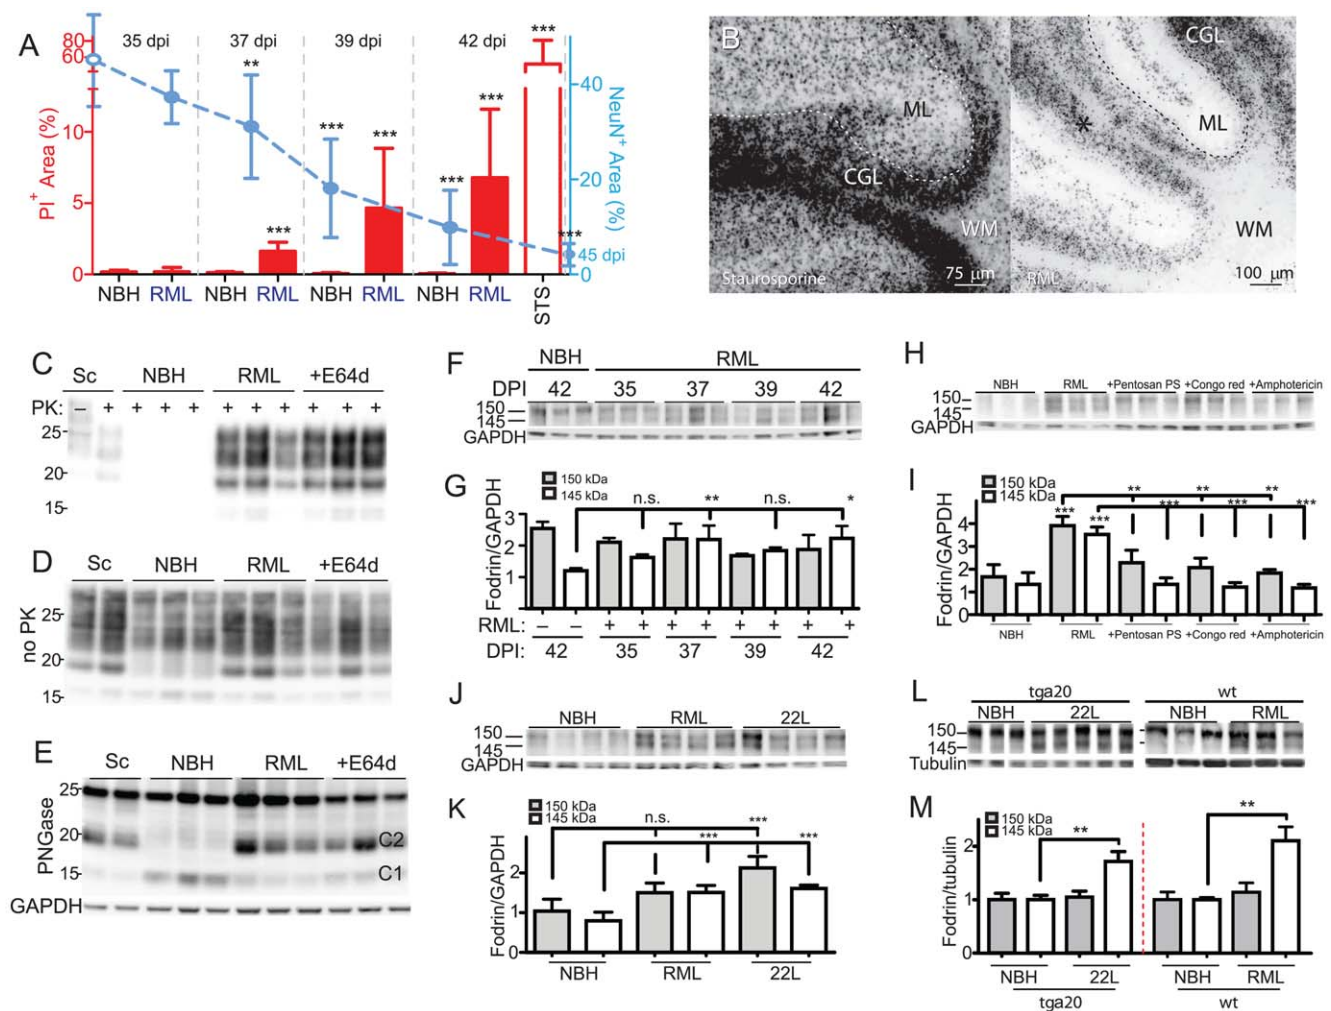 A
35 dpi 37 dpi 39 dpi 42 dpi
80
60
10
5
0
PI+ Area (%)
** *** *** *** *** *** *** ***
40
20
0
45 dpi
NeuN+ Area (%)
NBH RML NBH RML NBH RML NBH RML STS
B
ML
CGL
WM
Staurosporine
75 μm
CGL
ML
*
WM
RML
100 μm
C
Sc NBH RML +E64d
PK: – + + + + + + + + + +
25
20
15
D
Sc NBH RML +E64d
no PK
25
20
15
E
Sc NBH RML +E64d
PNGase
25
20
15
C2
C1
GAPDH
F
NBH RML
DPI 42 35 37 39 42
150
145
GAPDH
G
150 kDa
145 kDa
n.s. ** n.s. *
Fodrin/GAPDH
3
2
1
RML: – – + + + + + + + +
DPI: 42 35 37 39 42
H
NBH RML +Pentosan PS +Congo red +Amphotericin
150
145
GAPDH
I
150 kDa
145 kDa
** ** **
*** *** *** *** ***
Fodrin/GAPDH
4
3
2
1
0
NBH RML +Pentosan PS +Congo red +Amphotericin
J
NBH RML 22L
150
145
GAPDH
K
150 kDa
145 kDa
n.s. ***
*** ***
Fodrin/GAPDH
2
1
0
NBH RML 22L
L
tga20 wt
NBH 22L NBH RML
150
145
Tubulin
M
150 kDa
145 kDa
** **
Fodrin/tubulin
2
1
0
NBH 22L NBH RML
tga20 wt